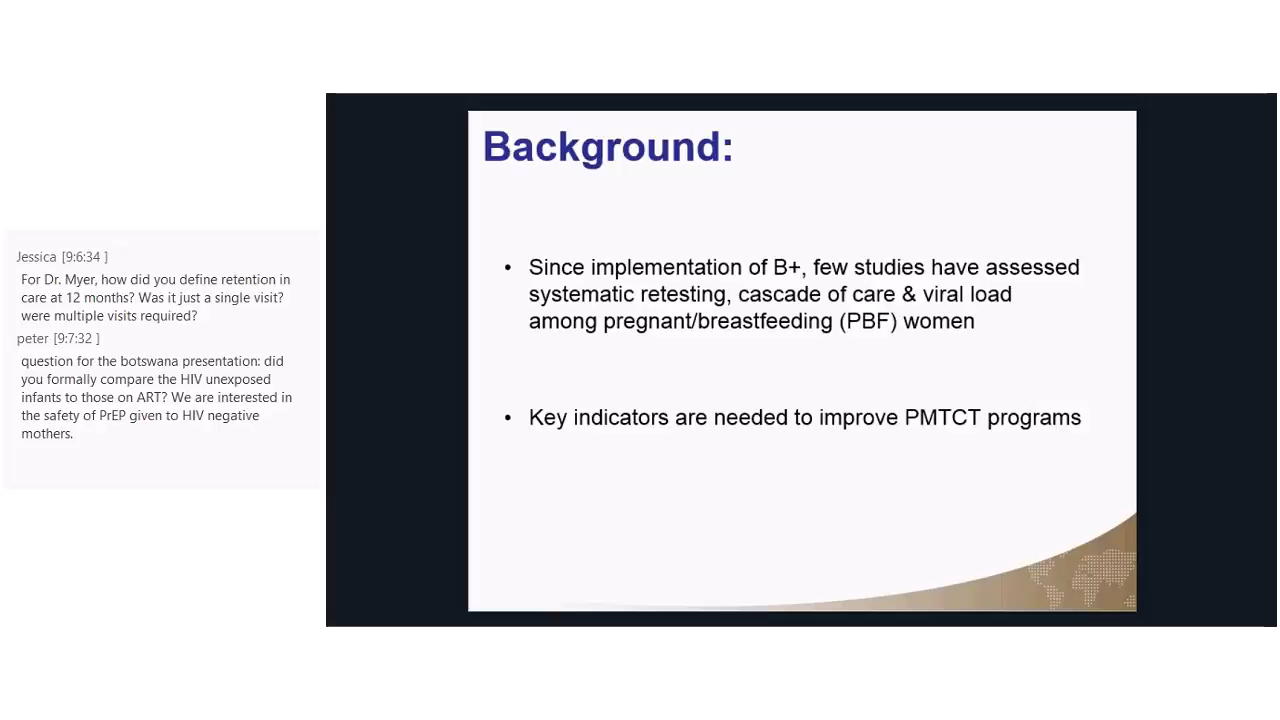 Jessica [9:6:34 ]
For Dr. Myer, how did you define retention in
care at 12 months? Was it just a single visit?
were multiple visits required?
peter [9:7:32 ]
question for the botswana presentation: did
you formally compare the HIV unexposed
infants to those on ART? We are interested in
the safety of PrEP given to HIV negative
mothers.
Background:
• Since implementation of B+, few studies have assessed
systematic retesting, cascade of care & viral load
among pregnant/breastfeeding (PBF) women
• Key indicators are needed to improve PMTCT programs